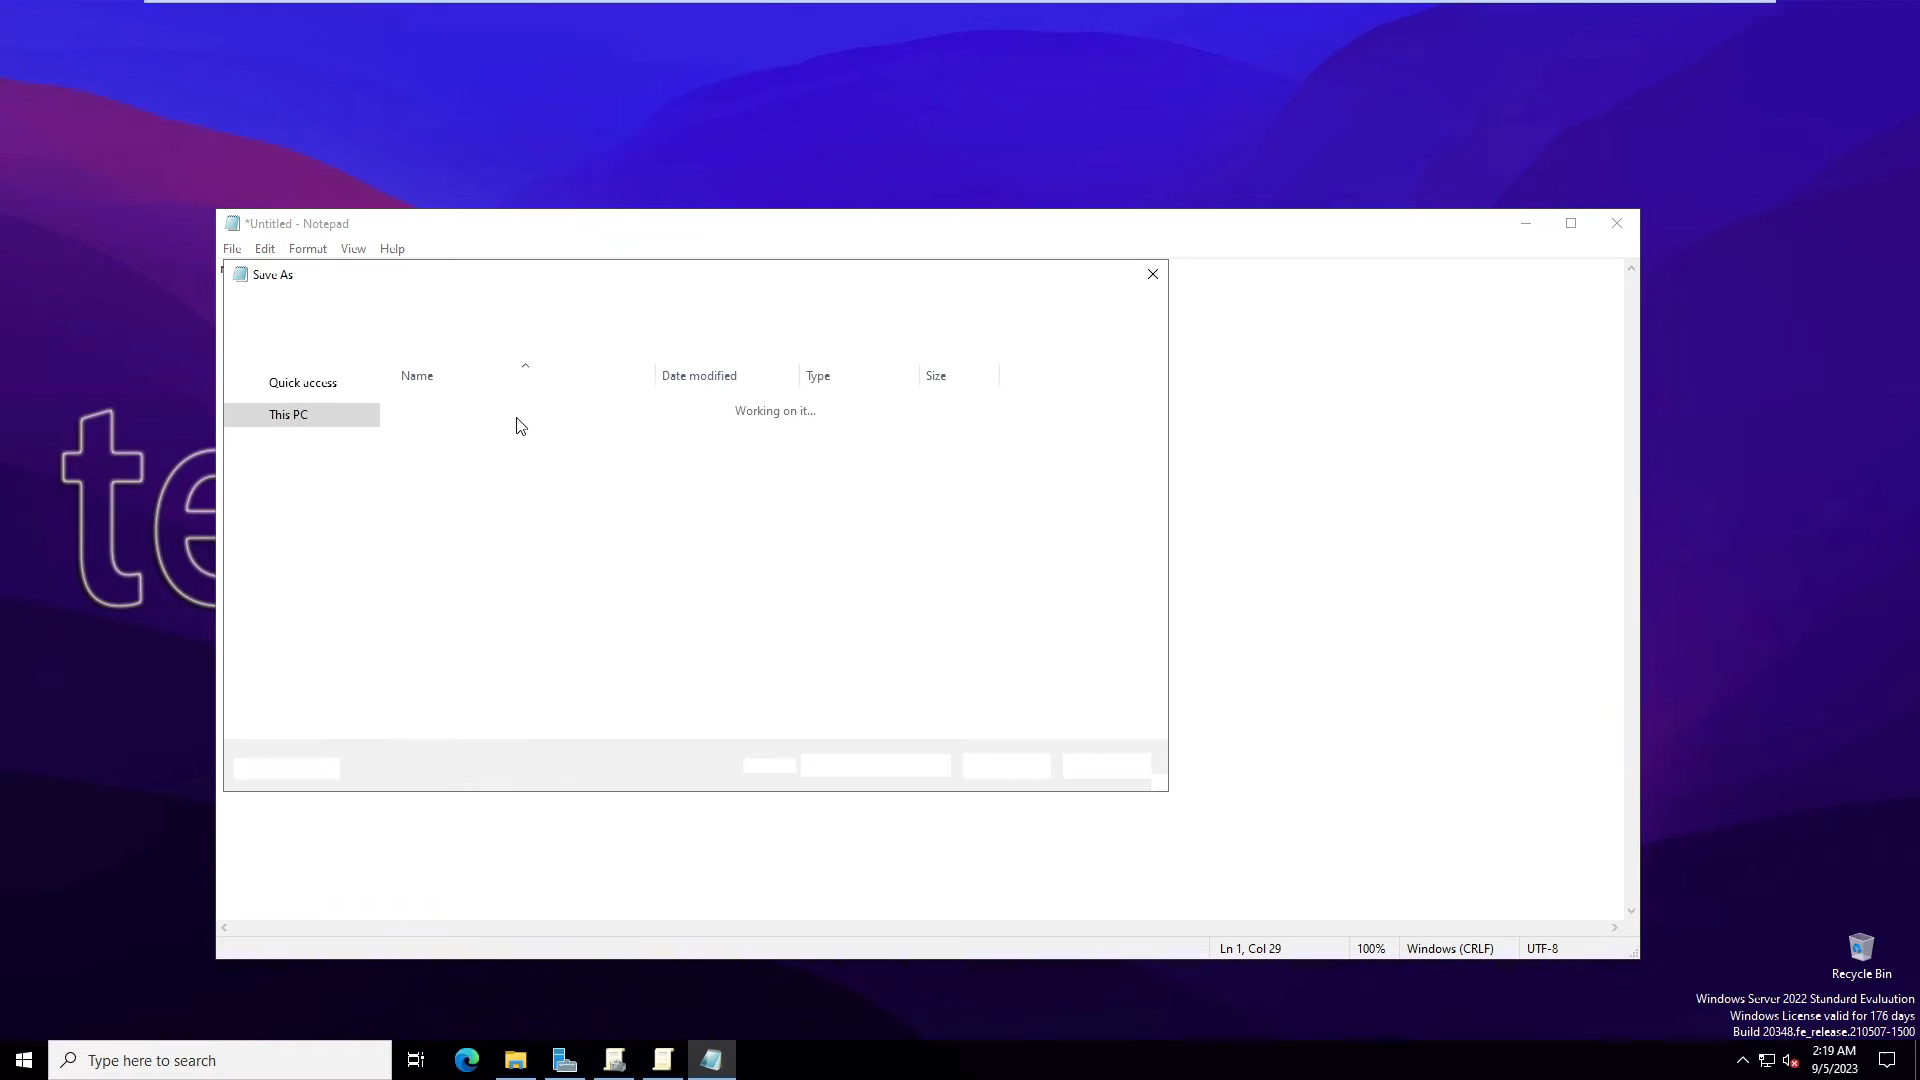 *Untitled - Notepad
File Edit Format View Help
Save As
Name Date modified Type Size
Quick access
This PC
Working on it...
te
Ln 1, Col 29 100% Windows (CRLF) UTF-8
Recycle Bin
Windows Server 2022 Standard Evaluation
Windows License valid for 176 days
Build 20348.fe_release.210507-1500
Type here to search
2:19 AM
9/5/2023